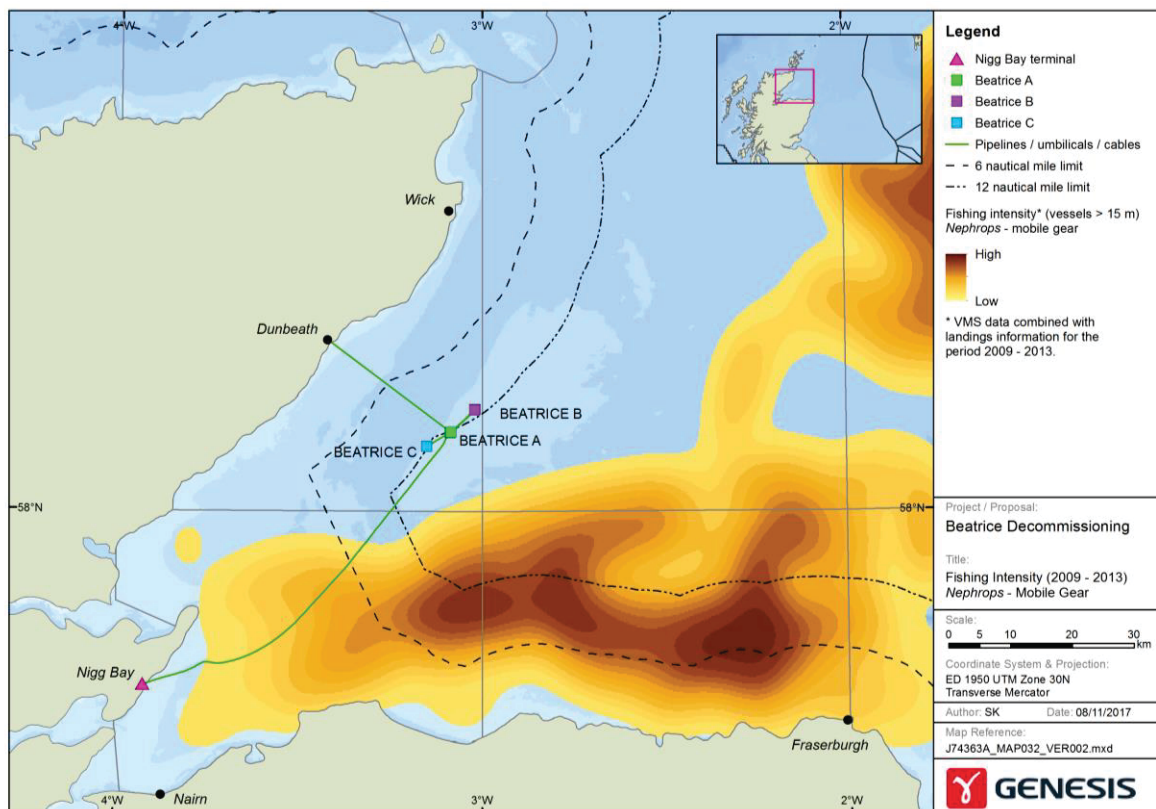 4°W
3°W
2°W
Wick
Dunbeath
BEATRICE B
BEATRICE A
BEATRICE C
58°N
58°N
Nigg Bay
Fraserburgh
Nairn
4°W
3°W
2°W
Legend
Nigg Bay terminal
Beatrice A
Beatrice B
Beatrice C
Pipelines / umbilicals / cables
6 nautical mile limit
12 nautical mile limit
Fishing intensity* (vessels > 15 m)
Nephrops - mobile gear
High
Low
* VMS data combined with
landings information for the
period 2009 - 2013.
Project / Proposal:
Beatrice Decommissioning
Title:
Fishing Intensity (2009 - 2013)
Nephrops - Mobile Gear
Scale:
0 5 10 20 30
km
Coordinate System & Projection:
ED 1950 UTM Zone 30N
Transverse Mercator
Author: SK Date: 08/11/2017
Map Reference:
J74363A_MAP032_VER002.mxd
GENESIS